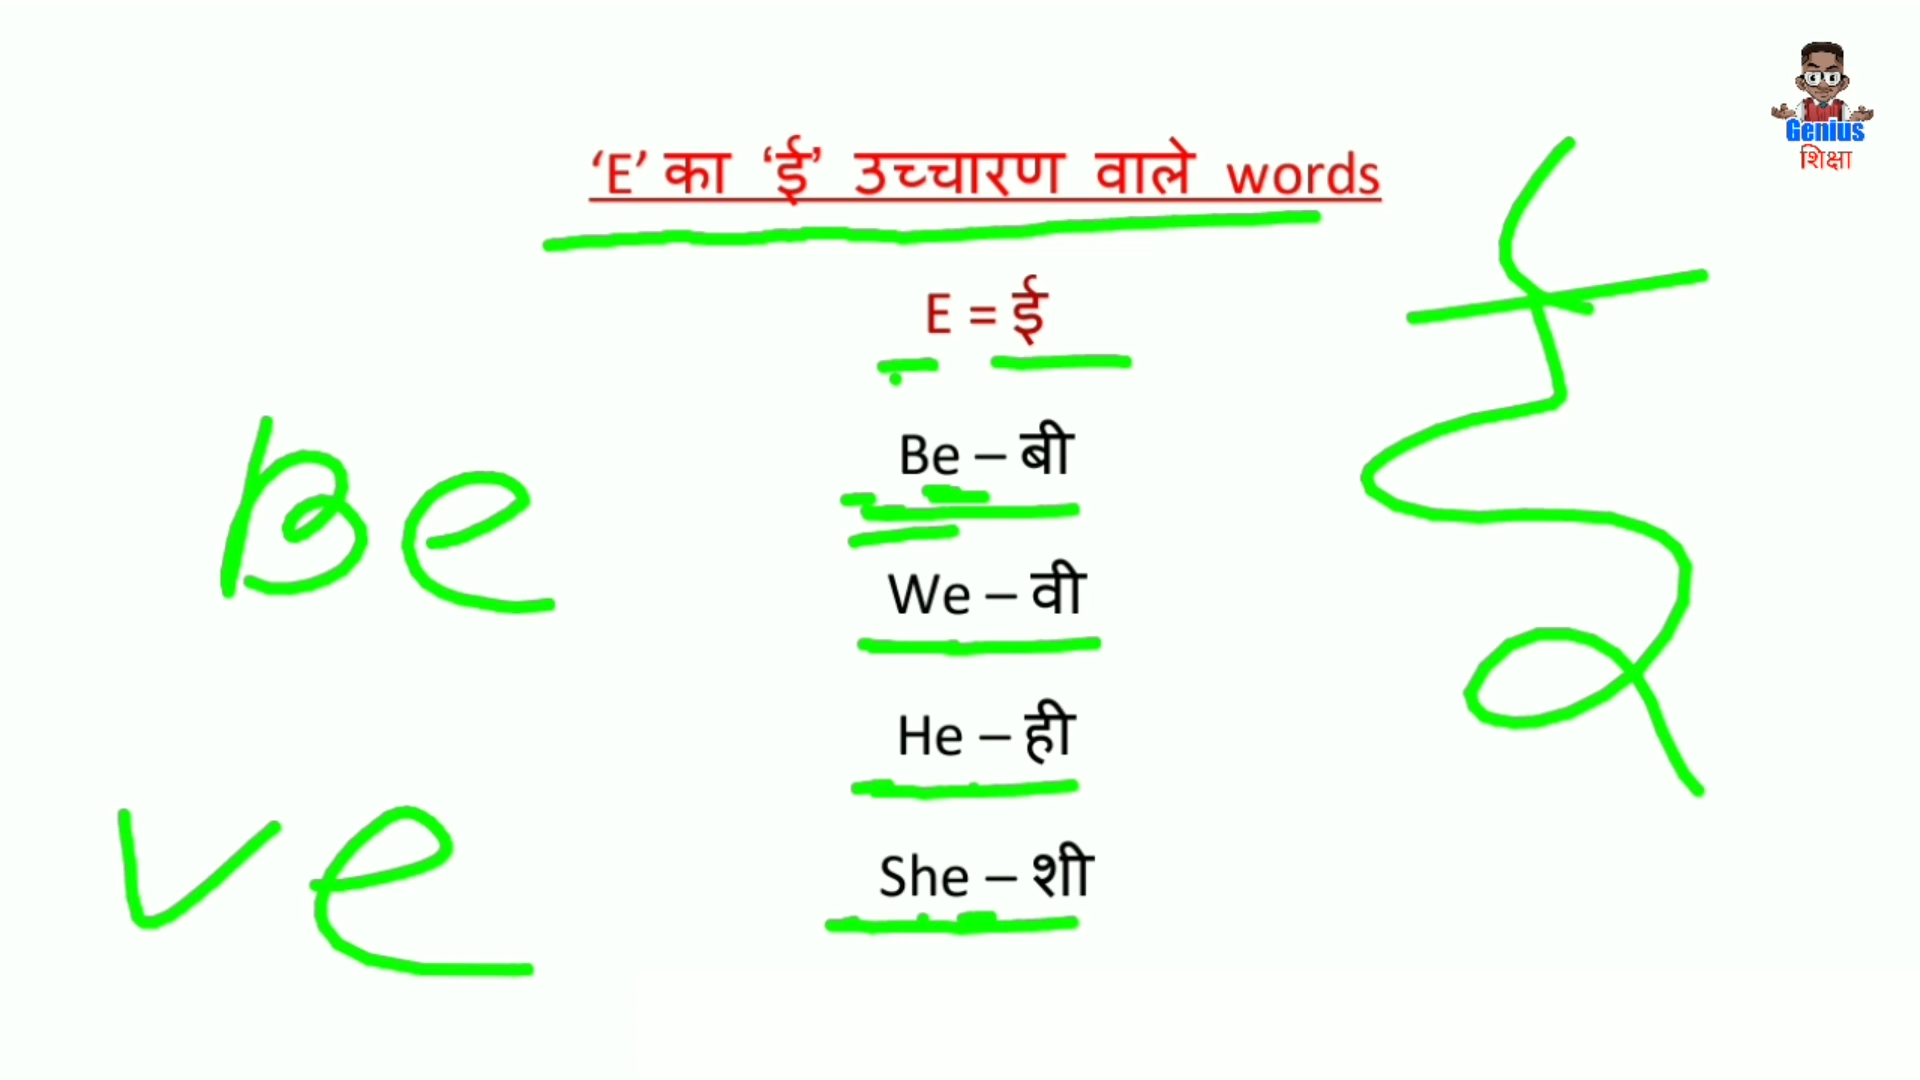 Genius
शिक्षा
‘E’ का ‘ई’ उच्चारण वाले words
E = ई
Be – बी
We – वी
He – ही
She – शी
Be
ve
ई